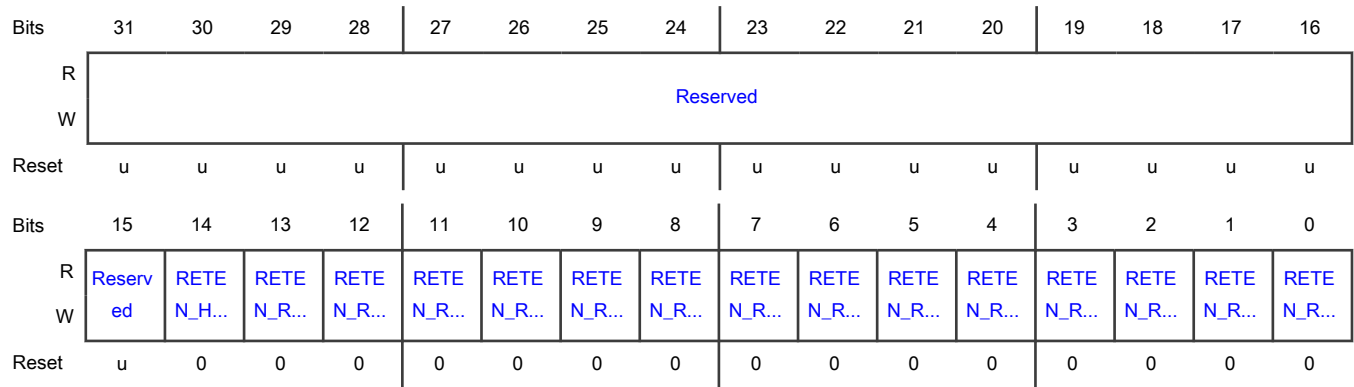 Bits 31 30 29 28 27 26 25 24 23 22 21 20 19 18 17 16
R
Reserved
W
Reset u u u u u u u u u u u u u u u u
Bits 15 14 13 12 11 10 9 8 7 6 5 4 3 2 1 0
R Reserv RETE RETE RETE RETE RETE RETE RETE RETE RETE RETE RETE RETE RETE RETE RETE
W ed N_H... N_R... N_R... N_R... N_R... N_R... N_R... N_R... N_R... N_R... N_R... N_R... N_R... N_R... N_R...
Reset u 0 0 0 0 0 0 0 0 0 0 0 0 0 0 0